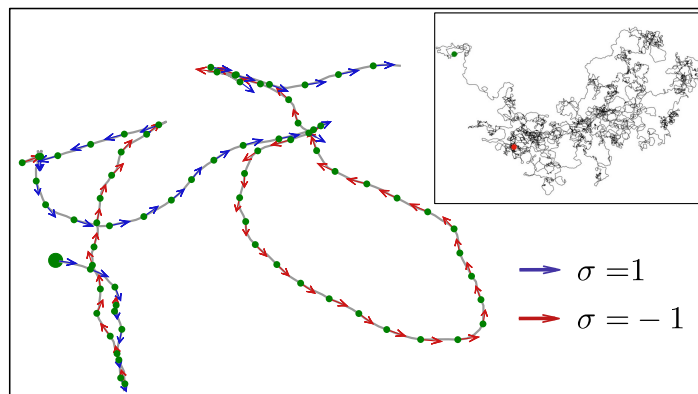 σ = 1
σ = − 1